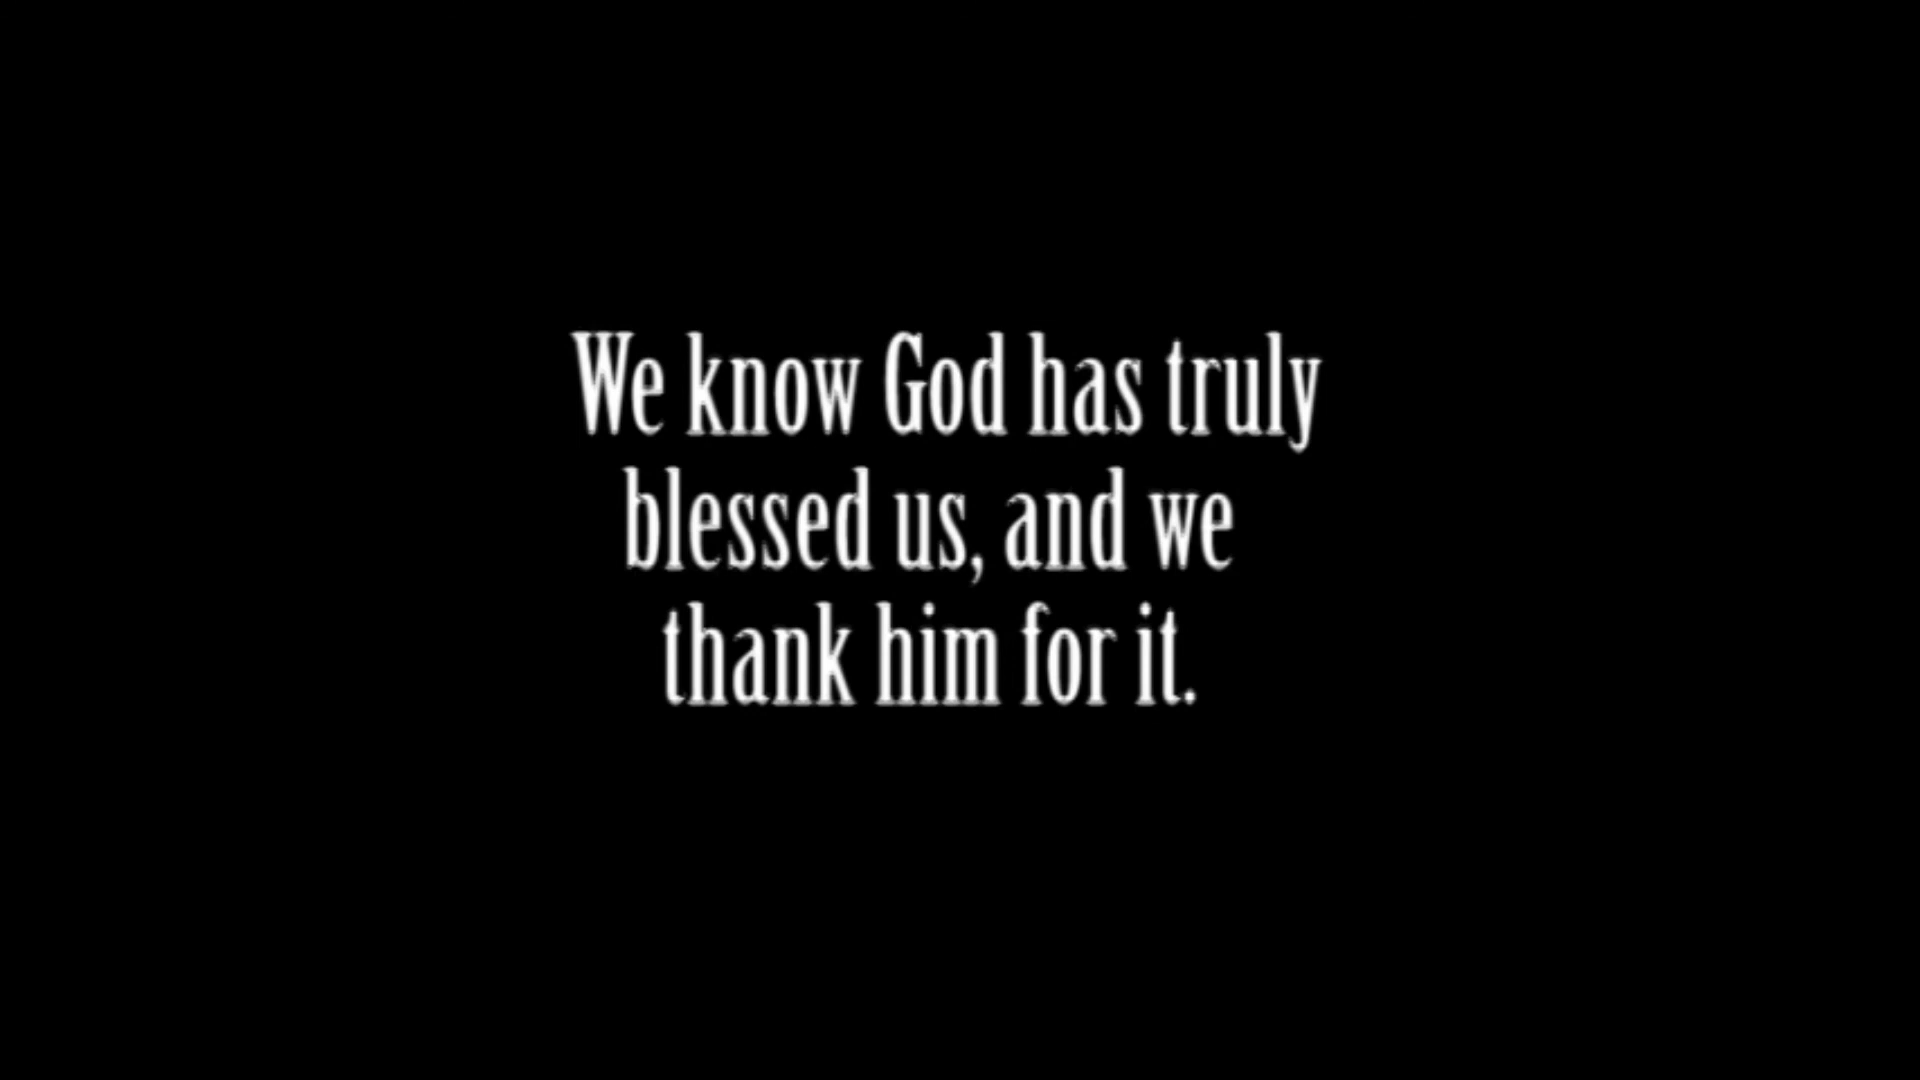 We know God has truly
blessed us, and we
thank him for it.